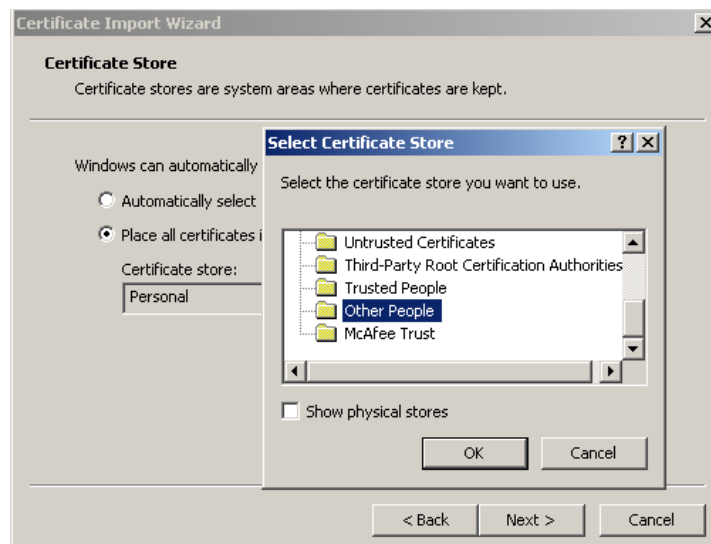 Certificate Import Wizard
Certificate Store
Certificate stores are system areas where certificates are kept.
Windows can automatically
Automatically select
Place all certificates i
Certificate store:
Personal
Select Certificate Store
Select the certificate store you want to use.
Untrusted Certificates
Third-Party Root Certification Authorities
Trusted People
Other People
McAfee Trust
Show physical stores
OK Cancel
< Back Next > Cancel